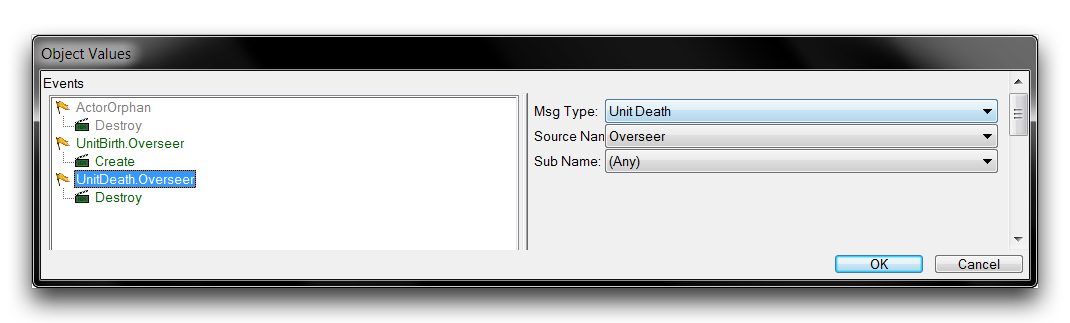 Object Values
Events
ActorOrphan
Destroy
UnitBirth.Overseer
Create
UnitDeath.Overseer
Destroy
Msg Type: Unit Death
Source Nan Overseer
Sub Name: (Any)
OK Cancel